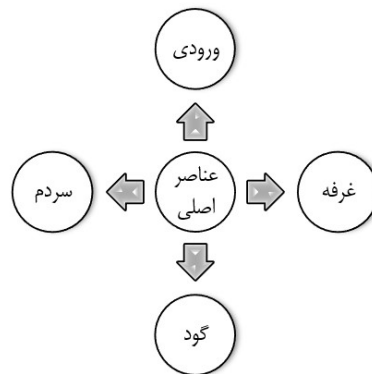 ورودی
غرفه
عناصر
اصلی
سردم
گود